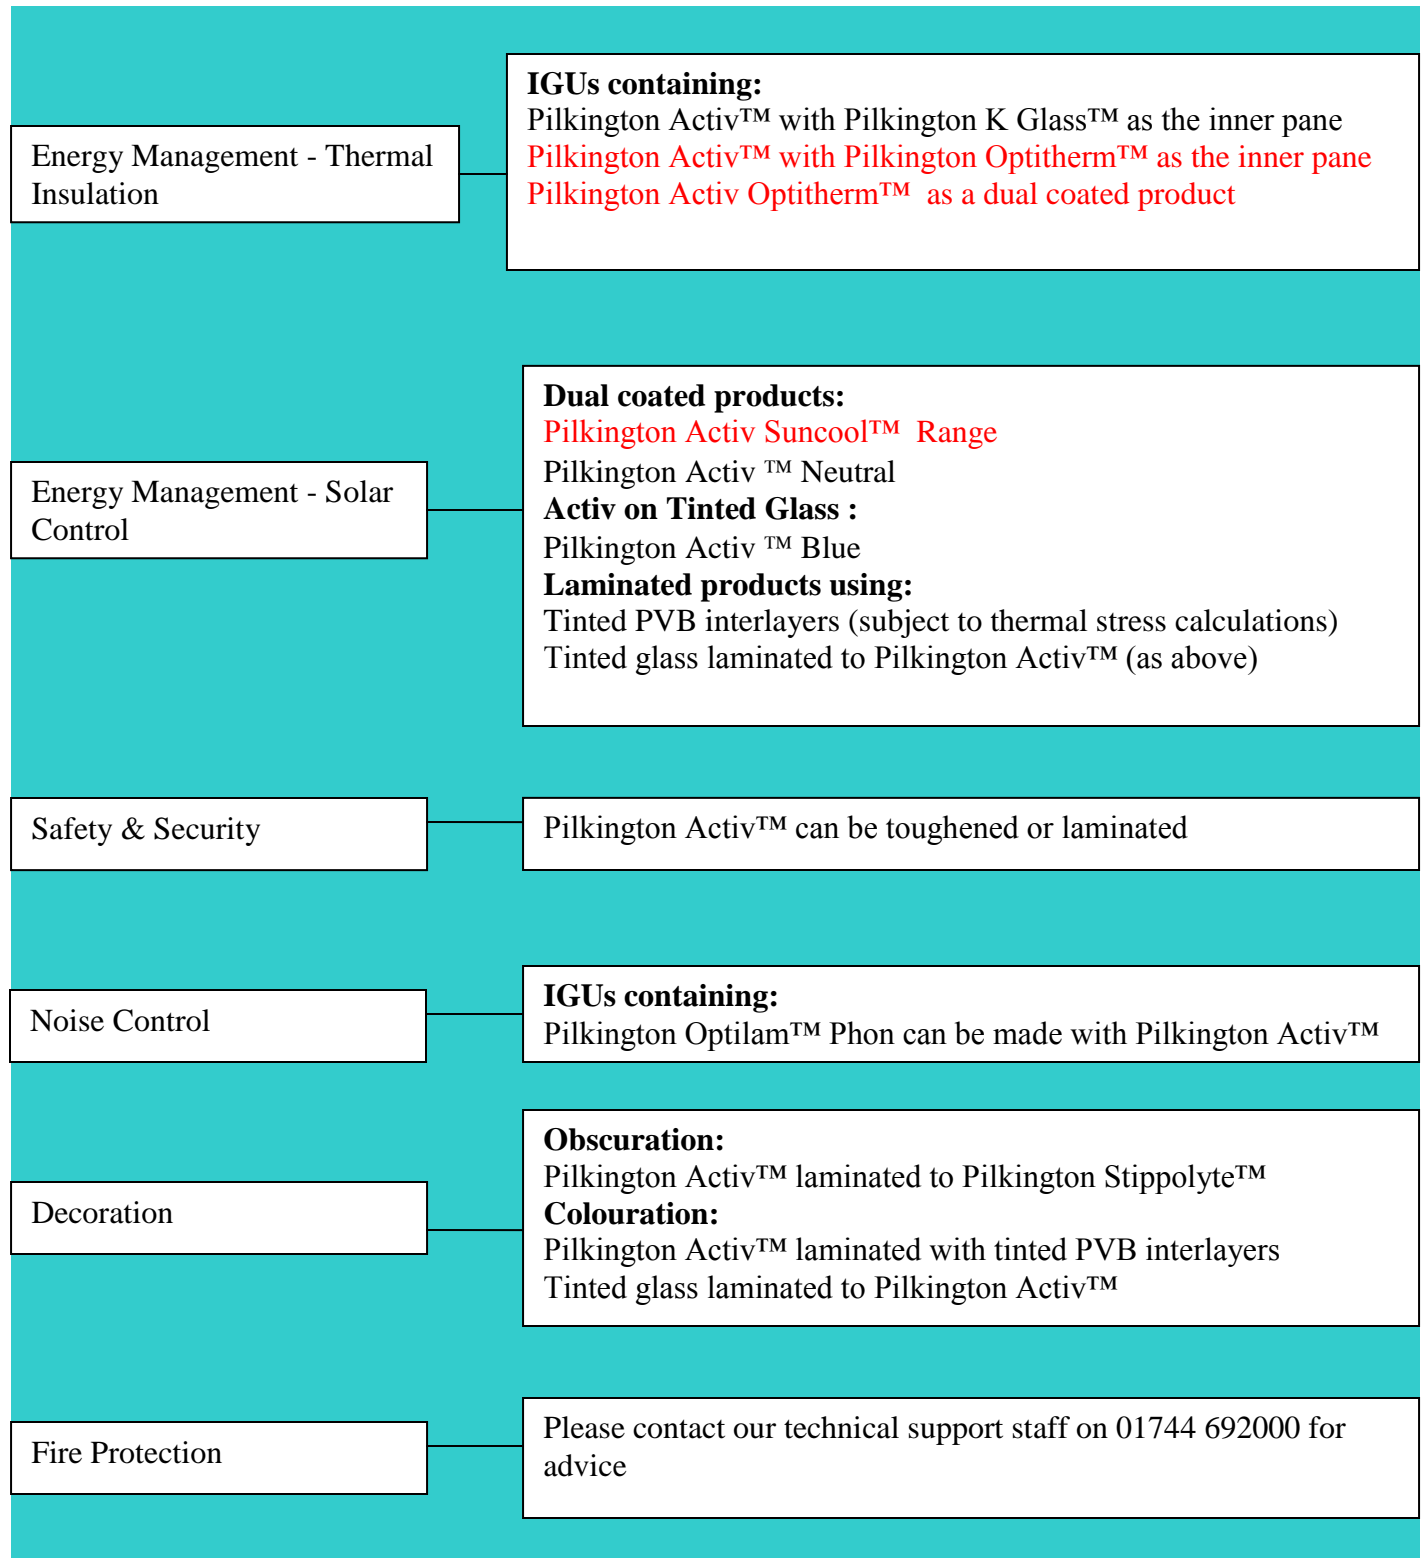 Energy Management - Thermal
Insulation
IGUs containing:
Pilkington Activ™ with Pilkington K Glass™ as the inner pane
Pilkington Activ™ with Pilkington Optitherm™ as the inner pane
Pilkington Activ Optitherm™  as a dual coated product
Energy Management - Solar
Control
Dual coated products:
Pilkington Activ Suncool™  Range
Pilkington Activ ™ Neutral
Activ on Tinted Glass :
Pilkington Activ ™ Blue
Laminated products using:
Tinted PVB interlayers (subject to thermal stress calculations)
Tinted glass laminated to Pilkington Activ™ (as above)
Safety & Security
Pilkington Activ™ can be toughened or laminated
Noise Control
IGUs containing:
Pilkington Optilam™ Phon can be made with Pilkington Activ™
Decoration
Obscuration:
Pilkington Activ™ laminated to Pilkington Stippolyte™
Colouration:
Pilkington Activ™ laminated with tinted PVB interlayers
Tinted glass laminated to Pilkington Activ™
Fire Protection
Please contact our technical support staff on 01744 692000 for
advice